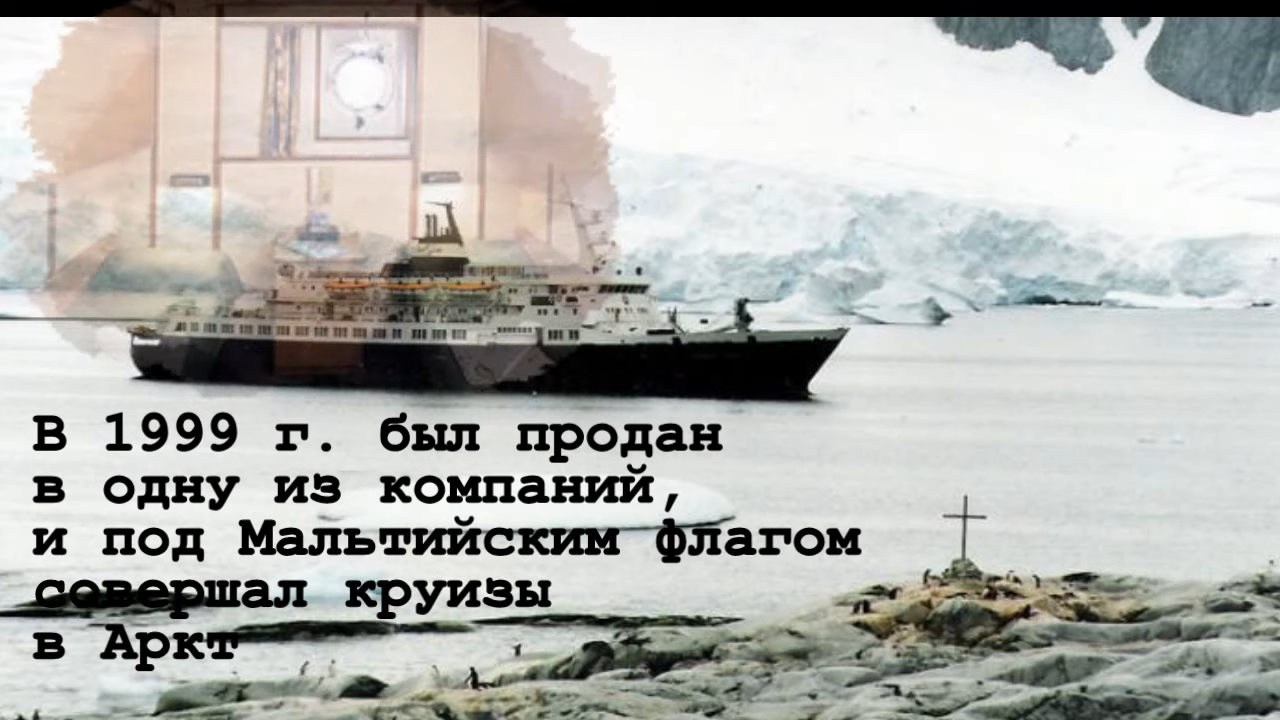 В 1999 г. был продан
в одну из компаний,
и под Мальтийским флагом
совершал круизы
в Аркт